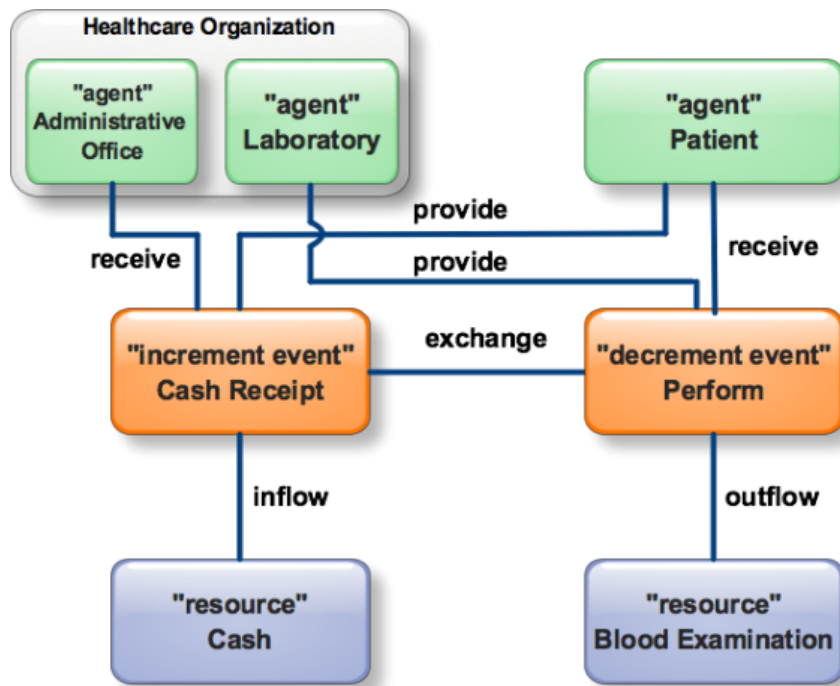 Healthcare Organization
"agent"
Administrative
Office
"agent"
Laboratory
"agent"
Patient
provide
receive
provide
receive
"increment event"
Cash Receipt
exchange
"decrement event"
Perform
inflow
outflow
"resource"
Cash
"resource"
Blood Examination